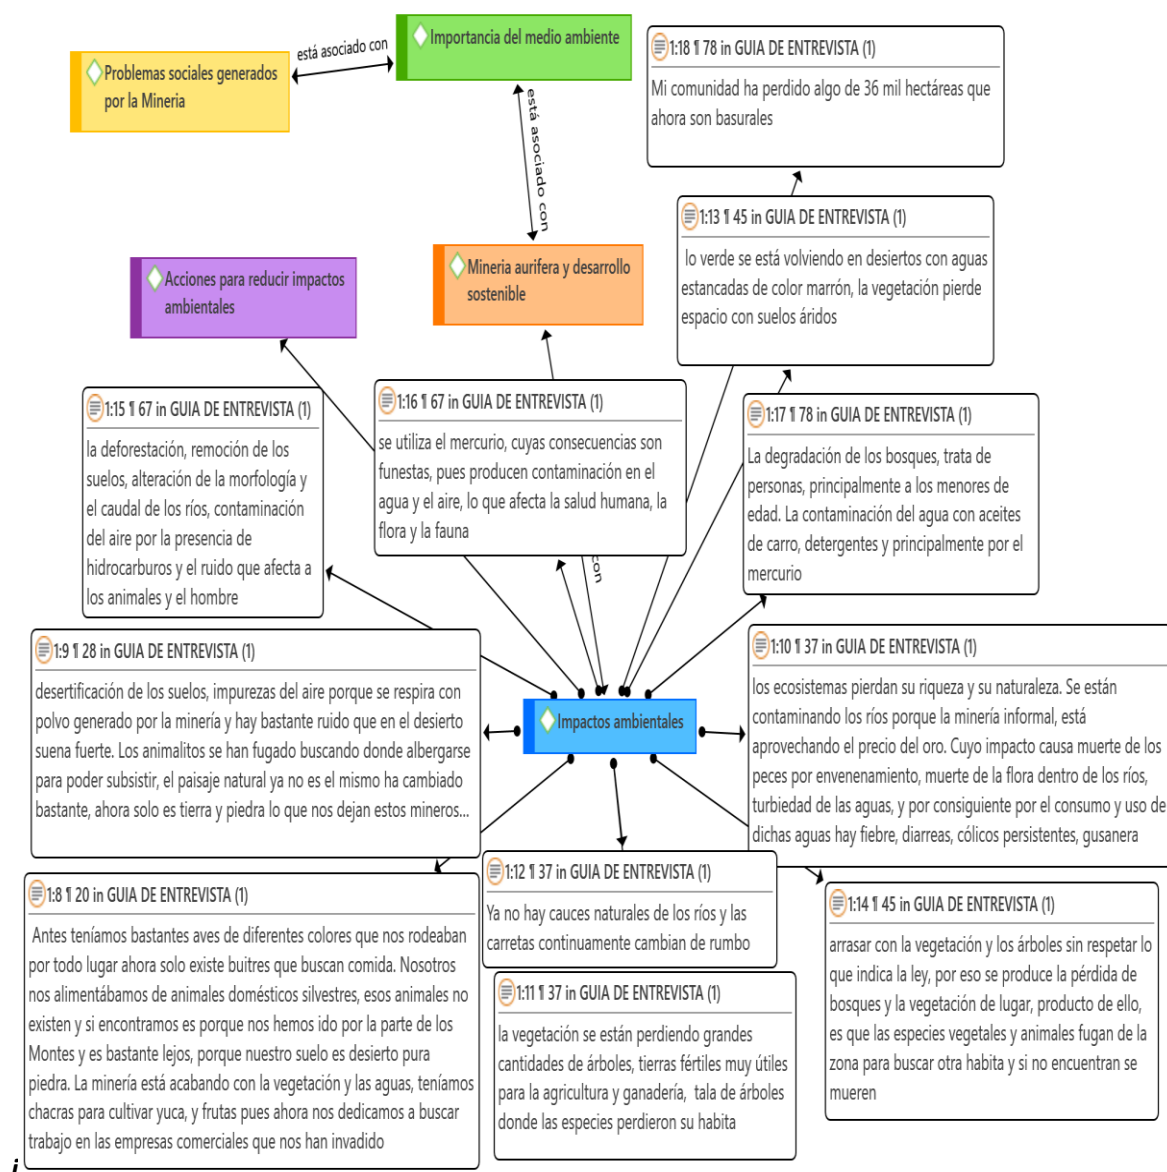 Importancia del medio ambiente
está asociado con
Problemas sociales generados
por la Mineria
1:18 ¶ 78 in GUIA DE ENTREVISTA (1)
Mi comunidad ha perdido algo de 36 mil hectáreas que
ahora son basurales
está asociado con
1:13 ¶ 45 in GUIA DE ENTREVISTA (1)
lo verde se está volviendo en desiertos con aguas
estancadas de color marrón, la vegetación pierde
espacio con suelos áridos
Acciones para reducir impactos
ambientales
Mineria aurifera y desarrollo
sostenible
1:15 ¶ 67 in GUIA DE ENTREVISTA (1)
la deforestación, remoción de los
suelos, alteración de la morfología y
el caudal de los ríos, contaminación
del aire por la presencia de
hidrocarburos y el ruido que afecta a
los animales y el hombre
1:16 ¶ 67 in GUIA DE ENTREVISTA (1)
se utiliza el mercurio, cuyas consecuencias son
funestas, pues producen contaminación en el
agua y el aire, lo que afecta la salud humana, la
flora y la fauna
con
1:17 ¶ 78 in GUIA DE ENTREVISTA (1)
La degradación de los bosques, trata de
personas, principalmente a los menores de
edad. La contaminación del agua con aceites
de carro, detergentes y principalmente por el
mercurio
1:9 ¶ 28 in GUIA DE ENTREVISTA (1)
desertificación de los suelos, impurezas del aire porque se respira con
polvo generado por la minería y hay bastante ruido que en el desierto
suena fuerte. Los animalitos se han fugado buscando donde albergarse
para poder subsistir, el paisaje natural ya no es el mismo ha cambiado
bastante, ahora solo es tierra y piedra lo que nos dejan estos mineros...
Impactos ambientales
1:10 ¶ 37 in GUIA DE ENTREVISTA (1)
los ecosistemas pierdan su riqueza y su naturaleza. Se están
contaminando los ríos porque la minería informal, está
aprovechando el precio del oro. Cuyo impacto causa muerte de los
peces por envenenamiento, muerte de la flora dentro de los ríos,
turbiedad de las aguas, y por consiguiente por el consumo y uso de
dichas aguas hay fiebre, diarreas, cólicos persistentes, gusanera
1:8 ¶ 20 in GUIA DE ENTREVISTA (1)
Antes teníamos bastantes aves de diferentes colores que nos rodeaban
por todo lugar ahora solo existe buitres que buscan comida. Nosotros
nos alimentábamos de animales domésticos silvestres, esos animales no
existen y si encontramos es porque nos hemos ido por la parte de los
Montes y es bastante lejos, porque nuestro suelo es desierto pura
piedra. La minería está acabando con la vegetación y las aguas, teníamos
chacras para cultivar yuca, y frutas pues ahora nos dedicamos a buscar
trabajo en las empresas comerciales que nos han invadido
1:12 ¶ 37 in GUIA DE ENTREVISTA (1)
Ya no hay cauces naturales de los ríos y las
carretas continuamente cambian de rumbo
1:11 ¶ 37 in GUIA DE ENTREVISTA (1)
la vegetación se están perdiendo grandes
cantidades de árboles, tierras fértiles muy útiles
para la agricultura y ganadería, tala de árboles
donde las especies perdieron su habita
1:14 ¶ 45 in GUIA DE ENTREVISTA (1)
arrasar con la vegetación y los árboles sin respetar lo
que indica la ley, por eso se produce la pérdida de
bosques y la vegetación de lugar, producto de ello,
es que las especies vegetales y animales fugan de la
zona para buscar otra habita y si no encuentran se
mueren
i